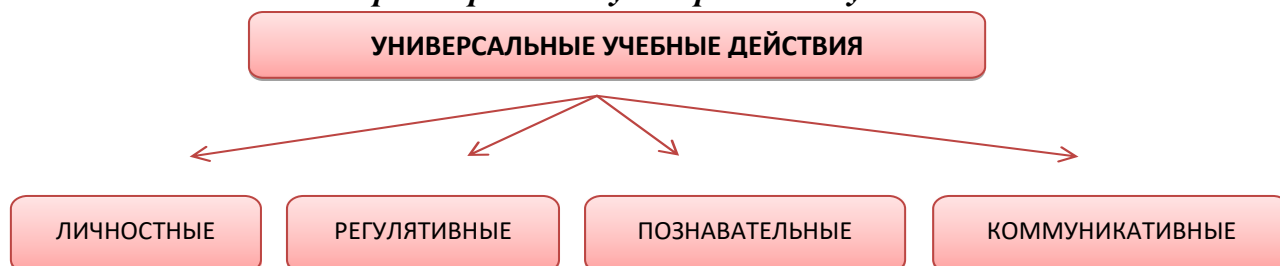 УНИВЕРСАЛЬНЫЕ УЧЕБНЫЕ ДЕЙСТВИЯ
ЛИЧНОСТНЫЕ
РЕГУЛЯТИВНЫЕ
ПОЗНАВАТЕЛЬНЫЕ
КОММУНИКАТИВНЫЕ